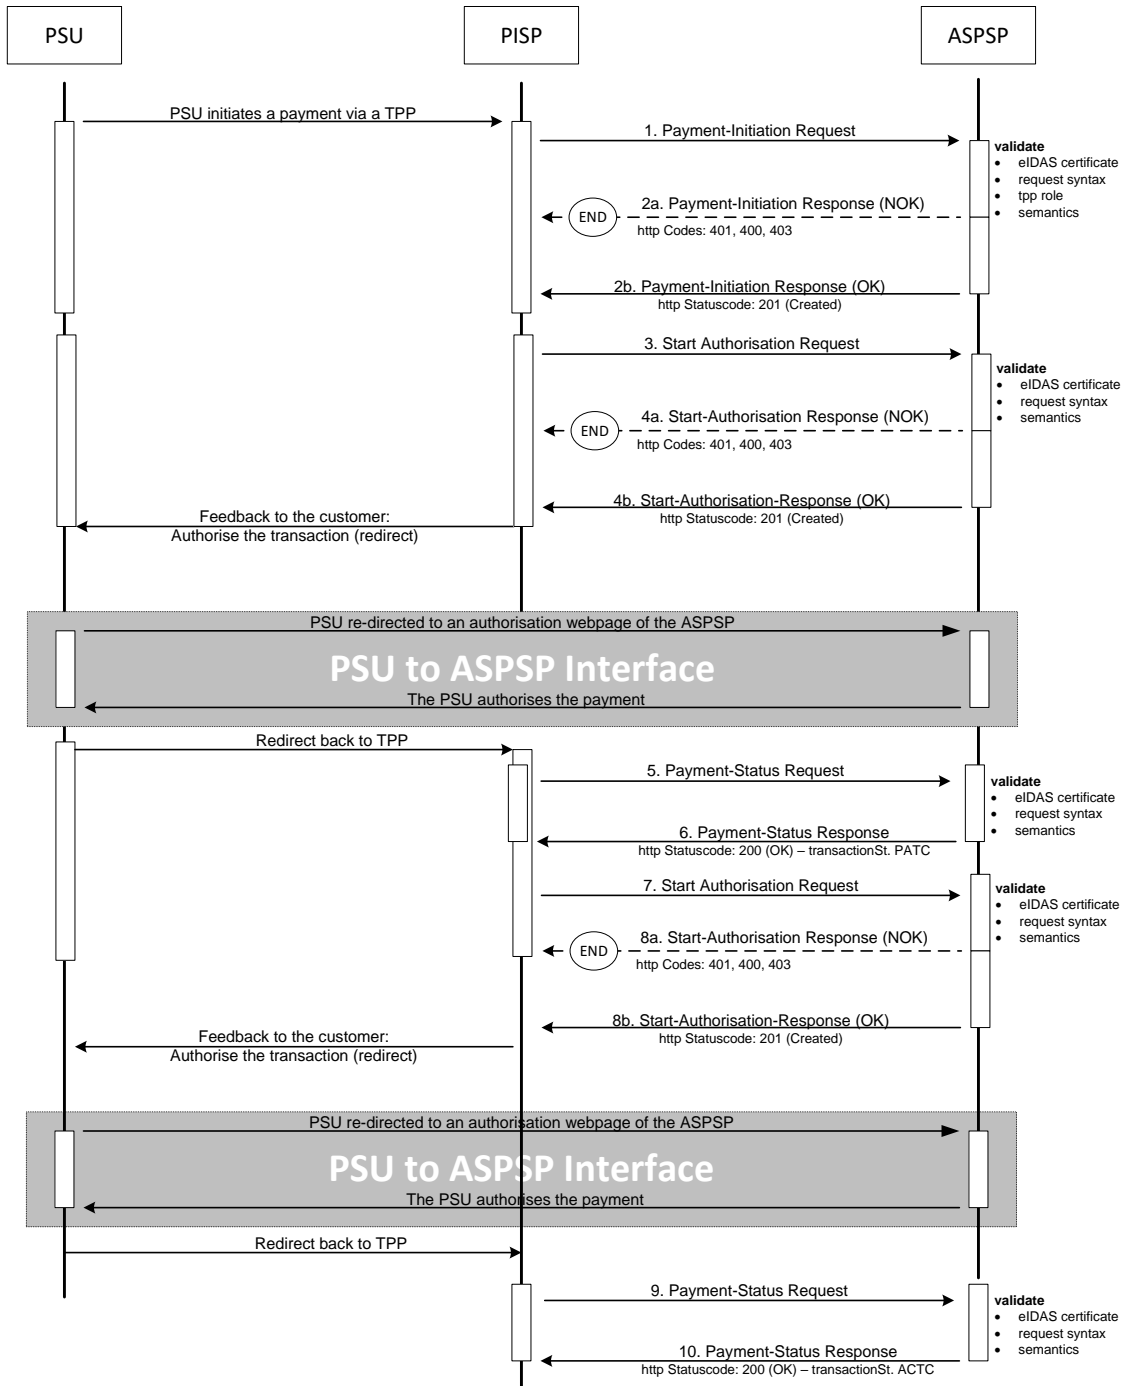 PSU
PISP
ASPSP
PSU initiates a payment via a TPP
1. Payment-Initiation Request
validate
• eIDAS certificate
• request syntax
• tpp role
• semantics
2a. Payment-Initiation Response (NOK)
END
http Codes: 401, 400, 403
2b. Payment-Initiation Response (OK)
http Statuscode: 201 (Created)
3. Start Authorisation Request
validate
• eIDAS certificate
• request syntax
• semantics
4a. Start-Authorisation Response (NOK)
END
http Codes: 401, 400, 403
4b. Start-Authorisation-Response (OK)
http Statuscode: 201 (Created)
Feedback to the customer:
Authorise the transaction (redirect)
PSU re-directed to an authorisation webpage of the ASPSP
PSU to ASPSP Interface
The PSU authorises the payment
Redirect back to TPP
5. Payment-Status Request
validate
• eIDAS certificate
• request syntax
• semantics
6. Payment-Status Response
http Statuscode: 200 (OK) – transactionSt. PATC
7. Start Authorisation Request
validate
• eIDAS certificate
• request syntax
• semantics
8a. Start-Authorisation Response (NOK)
END
http Codes: 401, 400, 403
8b. Start-Authorisation-Response (OK)
http Statuscode: 201 (Created)
Feedback to the customer:
Authorise the transaction (redirect)
PSU re-directed to an authorisation webpage of the ASPSP
PSU to ASPSP Interface
The PSU authorises the payment
Redirect back to TPP
9. Payment-Status Request
validate
• eIDAS certificate
• request syntax
• semantics
10. Payment-Status Response
http Statuscode: 200 (OK) – transactionSt. ACTC